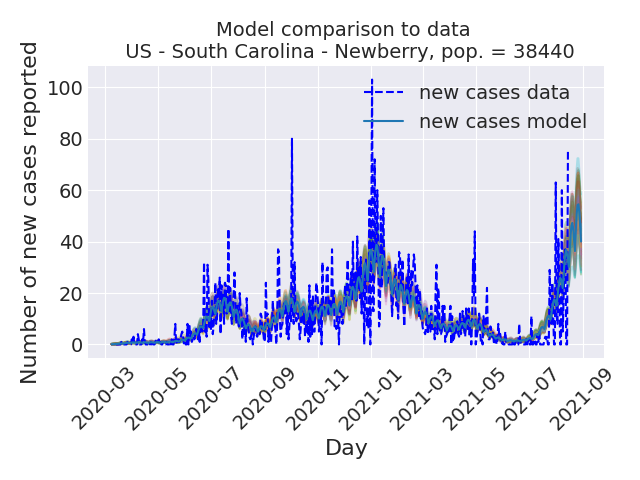 Model comparison to data
US - South Carolina - Newberry, pop. = 38440
Number of new cases reported
100
80
60
40
20
0
new cases data
new cases model
2020-03
2020-05
2020-07
2020-09
2020-11
2021-01
2021-03
2021-05
2021-07
2021-09
Day